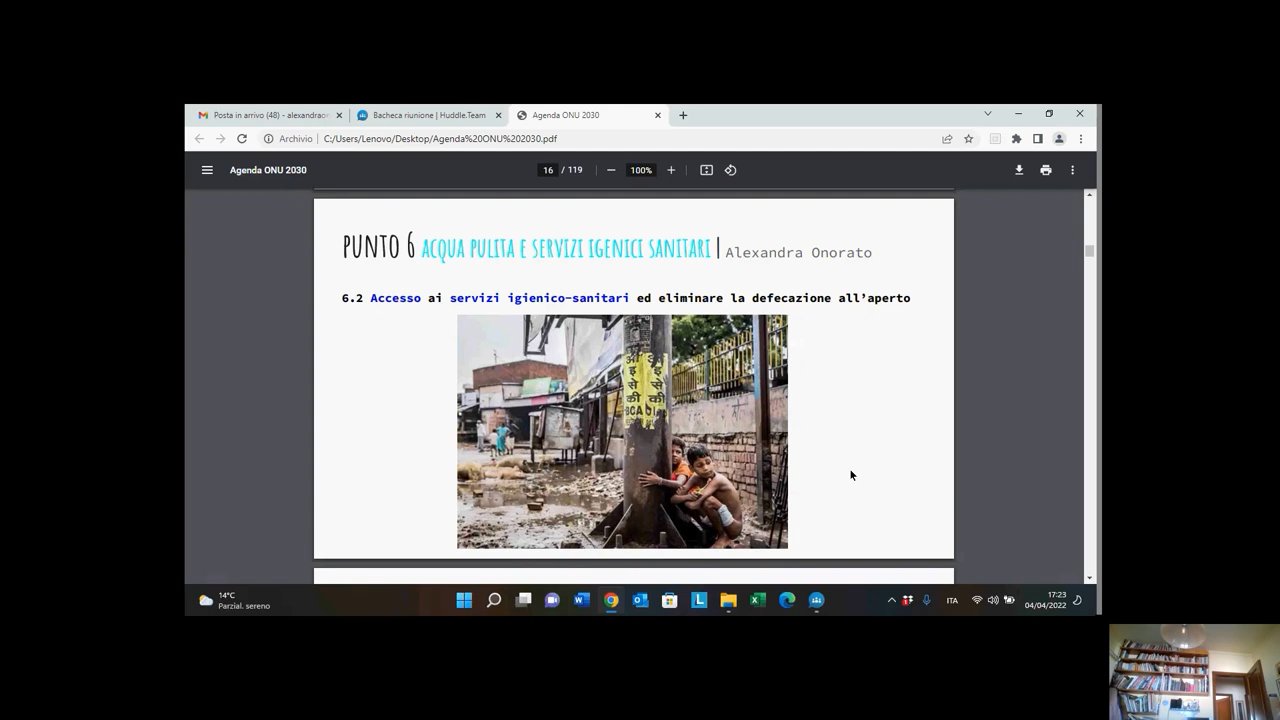 Posta in arrivo (48) - alexandrao
Bacheca riunione | Huddle.Team
Agenda ONU 2030
Archivio
C:/Users/Lenovo/Desktop/Agenda%20ONU%202030.pdf
Agenda ONU 2030
16 / 119
100%
PUNTO 6 ACQUA PULITA E SERVIZI IGENICI SANITARI | Alexandra Onorato
6.2 Accesso ai servizi igienico-sanitari ed eliminare la defecazione all’aperto
इ इ
से से
की की
14°C
Parzial. sereno
ITA
17:23
04/04/2022